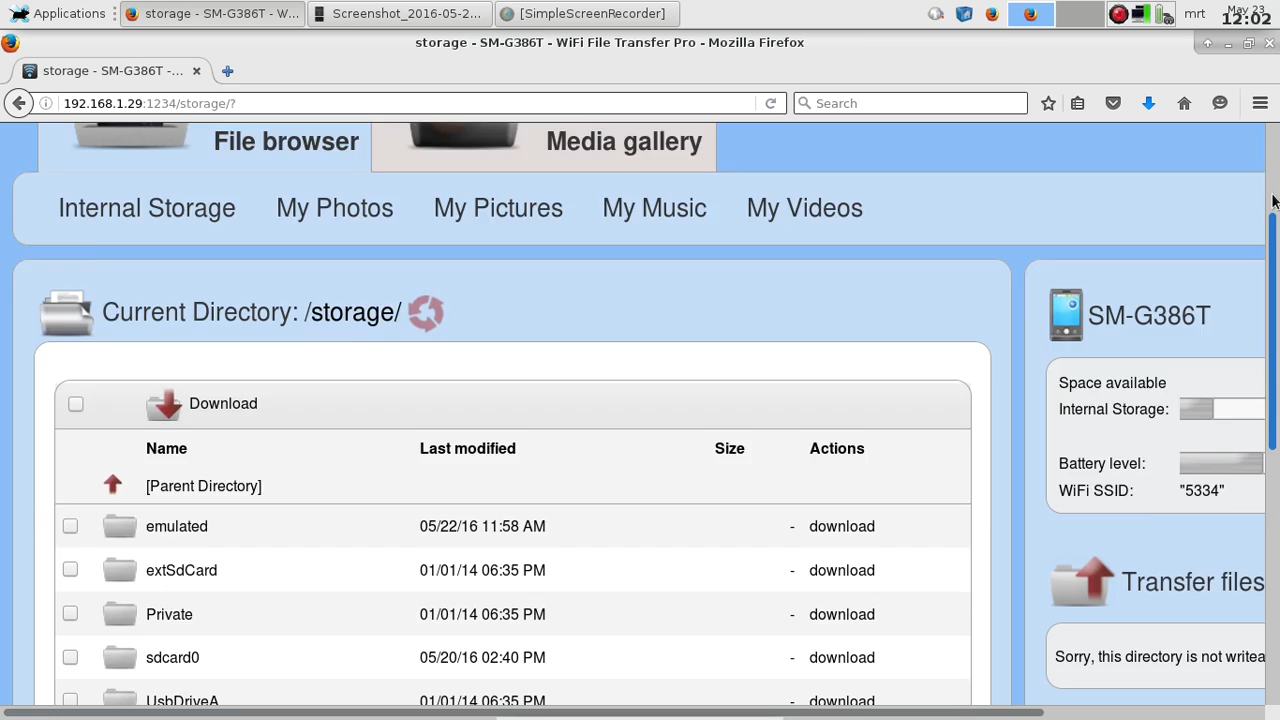 Applications
storage - SM-G386T - W...
Screenshot_2016-05-2...
[SimpleScreenRecorder]
mrt
May 23
12:02
storage - SM-G386T - WiFi File Transfer Pro - Mozilla Firefox
storage - SM-G386T -...
192.168.1.29:1234/storage/?
Search
File browser
Media gallery
Internal Storage
My Photos
My Pictures
My Music
My Videos
Current Directory: /storage/
SM-G386T
Space available
Internal Storage:
Battery level:
WiFi SSID: "5334"
Download
Name Last modified Size Actions
[Parent Directory]
emulated 05/22/16 11:58 AM - download
extSdCard 01/01/14 06:35 PM - download
Private 01/01/14 06:35 PM - download
sdcard0 05/20/16 02:40 PM - download
UsbDriveA 01/01/14 06:35 PM - download
Transfer files
Sorry, this directory is not writea